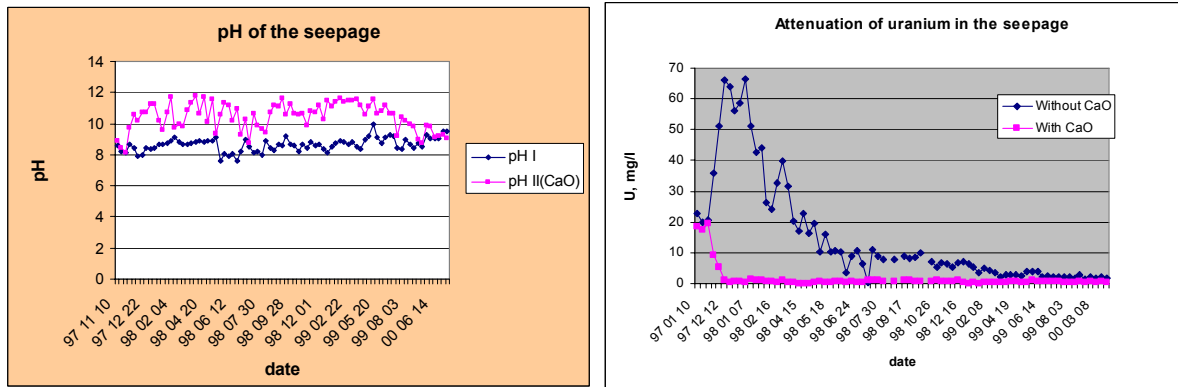 pH of the seepage
14
12
10
8
6
4
2
0
pH
97 11 10
97 12 22
98 02 04
98 04 20
98 06 12
98 07 30
98 09 28
98 12 01
99 02 22
99 05 20
99 08 03
00 06 14
date
pH I
pH II(CaO)
Attenuation of uranium in the seepage
70
60
50
40
30
20
10
0
U, mg/l
97 01 10
97 12 12
98 01 07
98 02 16
98 04 15
98 05 18
98 06 24
98 07 30
98 09 17
98 10 26
98 12 16
99 02 08
99 04 19
99 06 14
99 08 03
00 03 08
date
Without CaO
With CaO